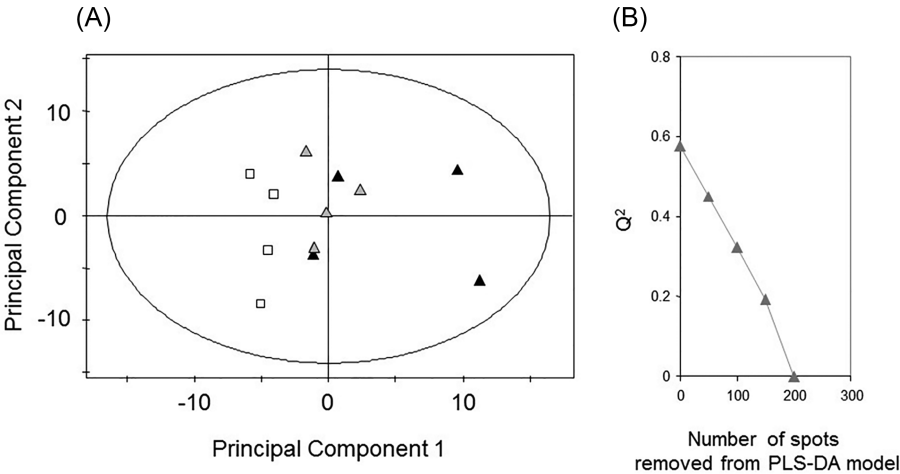 (A)
Principal Component 2
10
0
-10
-10
0
10
Principal Component 1
(B)
Q2
0.8
0.6
0.4
0.2
0
0
100
200
300
Number of spots
removed from PLS-DA model